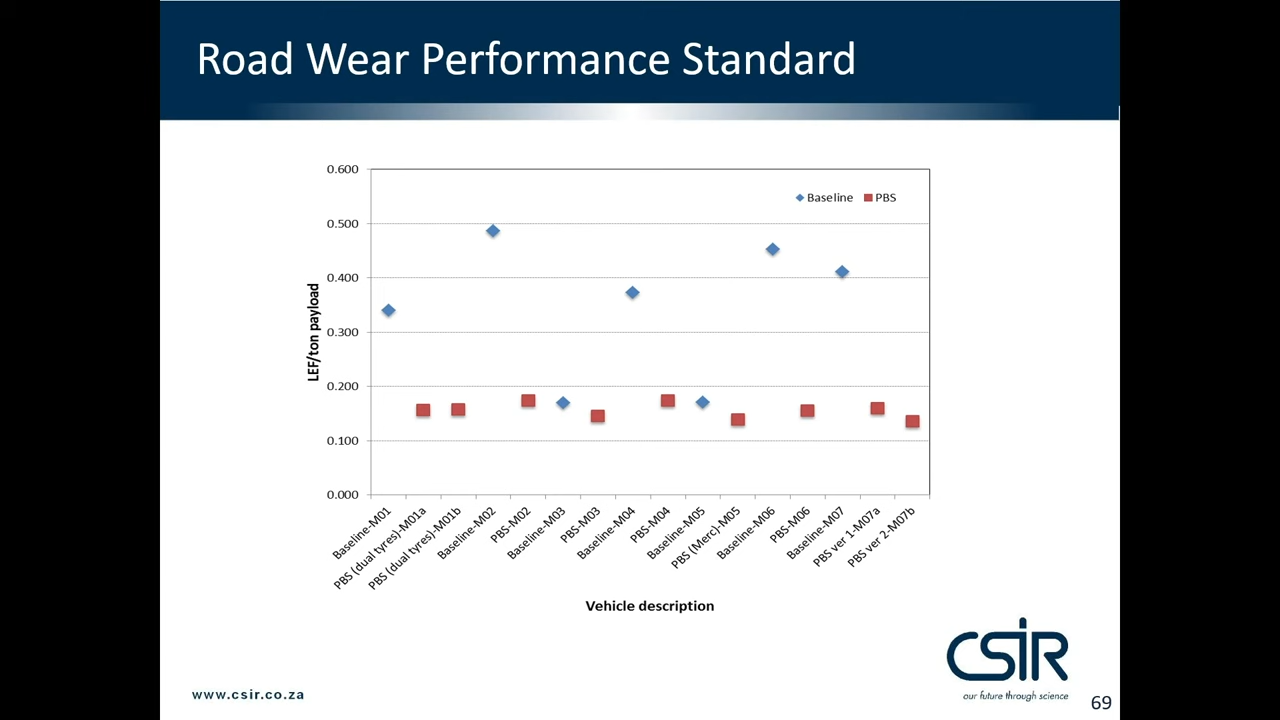 Road Wear Performance Standard
0.600
0.500
0.400
0.300
0.200
0.100
0.000
LEF/ton payload
Baseline
PBS
Baseline-M01
PBS (dual tyres)-M01a
PBS (dual tyres)-M01b
Baseline-M02
PBS-M02
Baseline-M03
PBS-M03
Baseline-M04
PBS-M04
Baseline-M05
PBS (Merc)-M05
Baseline-M06
PBS-M06
Baseline-M07
PBS ver 1-M07a
PBS ver 2-M07b
Vehicle description
CSIR
our future through science
www.csir.co.za
69